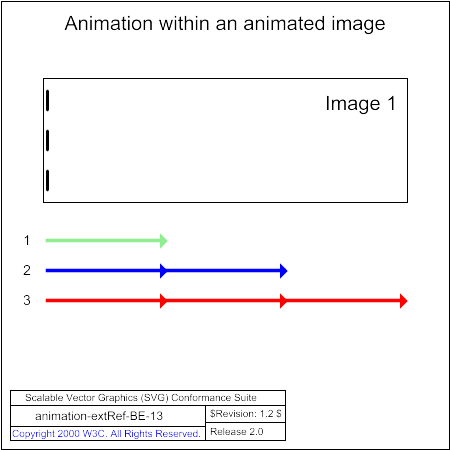 Animation within an animated image
Image 1
1
2
3
Scalable Vector Graphics (SVG) Conformance Suite
animation-extRef-BE-13
$Revision: 1.2 $
Copyright 2000 W3C. All Rights Reserved.
Release 2.0